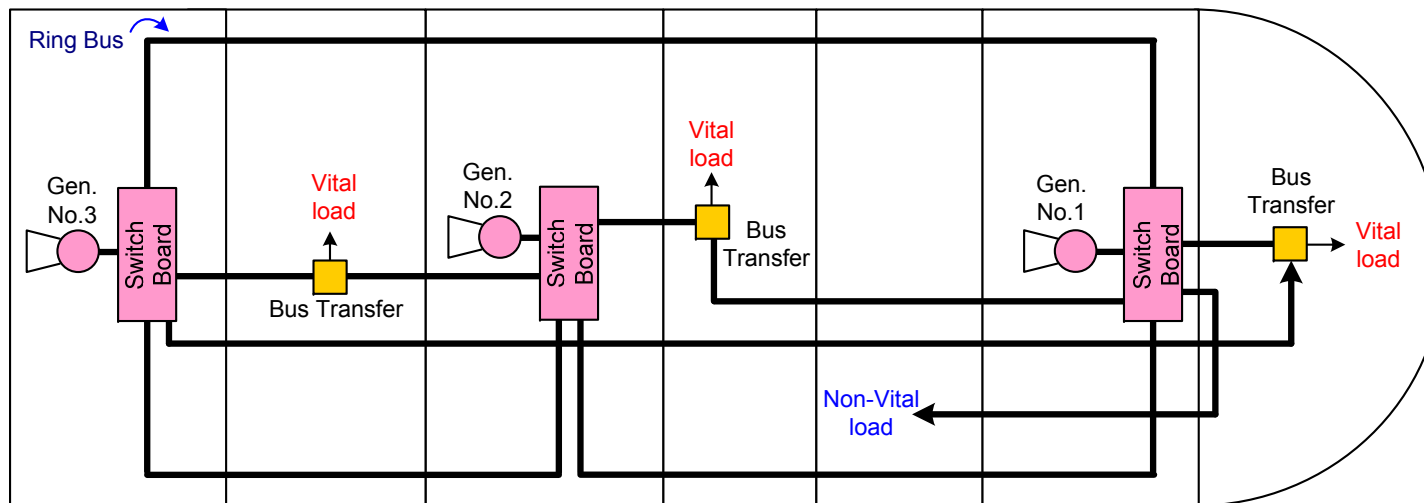 Ring Bus
Gen.
No.3
Switch
Board
Vital
load
Bus Transfer
Gen.
No.2
Switch
Board
Vital
load
Bus
Transfer
Gen.
No.1
Switch
Board
Bus
Transfer
Vital
load
Non-Vital
load